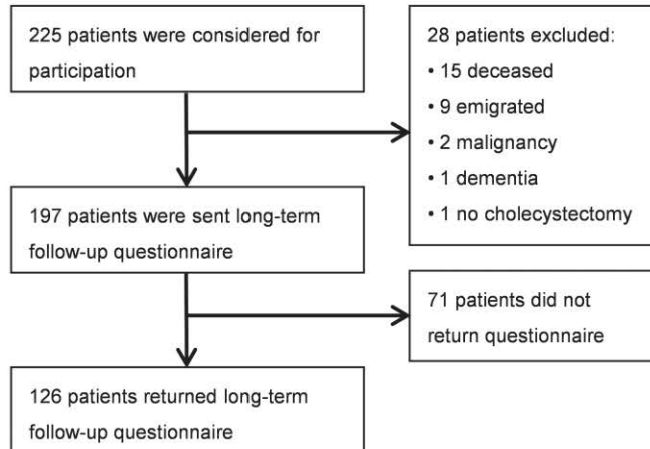 225 patients were considered for
participation
28 patients excluded:
• 15 deceased
• 9 emigrated
• 2 malignancy
• 1 dementia
• 1 no cholecystectomy
197 patients were sent long-term
follow-up questionnaire
71 patients did not
return questionnaire
126 patients returned long-term
follow-up questionnaire